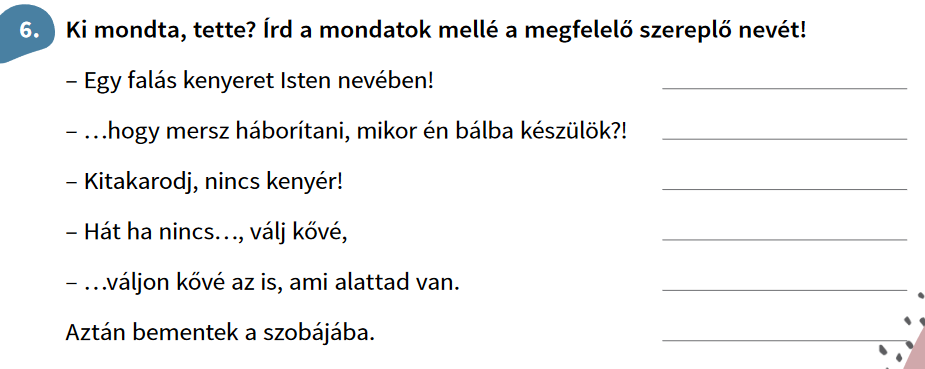 6. Ki mondta, tette? Írd a mondatok mellé a megfelelő szereplő nevét!
– Egy falás kenyeret Isten nevében!
– …hogy mersz háborítani, mikor én bálba készülök?!
– Kitakarodj, nincs kenyér!
– Hát ha nincs…, válj kővé,
– …váljon kővé az is, ami alattad van.
Aztán bementek a szobájába.